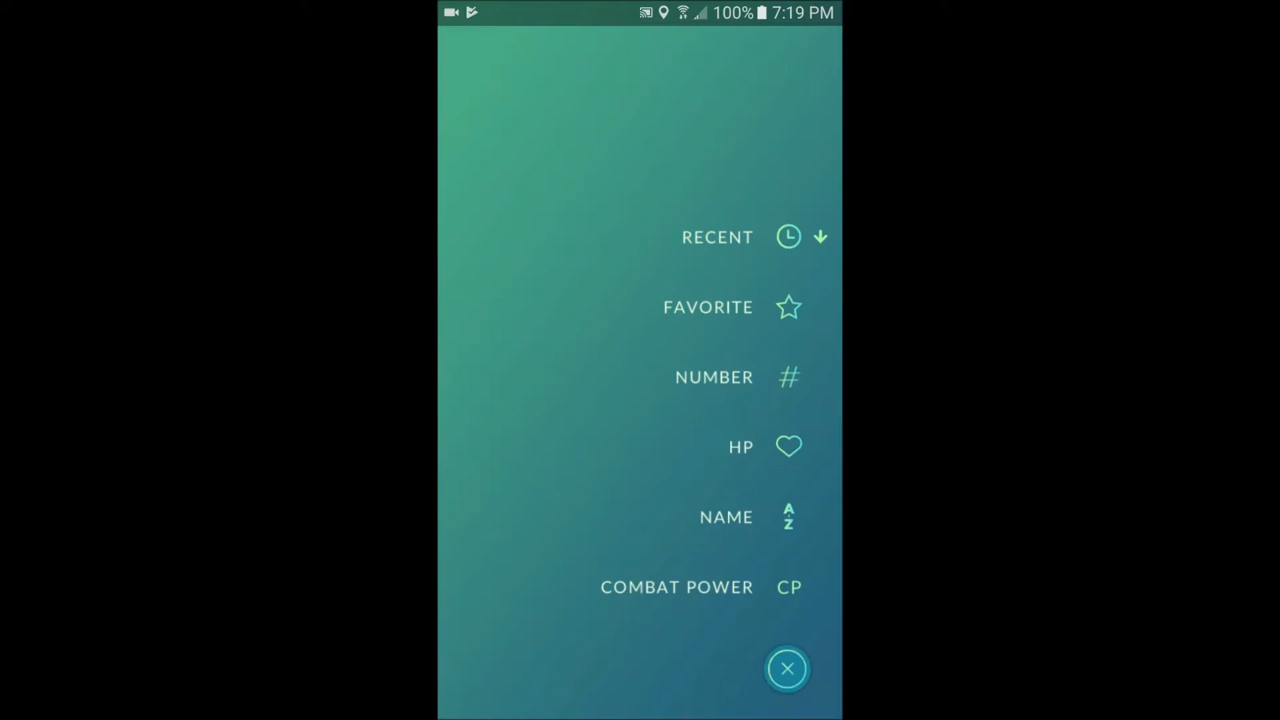 100% 7:19 PM
RECENT
FAVORITE
NUMBER
#
HP
NAME
A
Z
COMBAT POWER CP